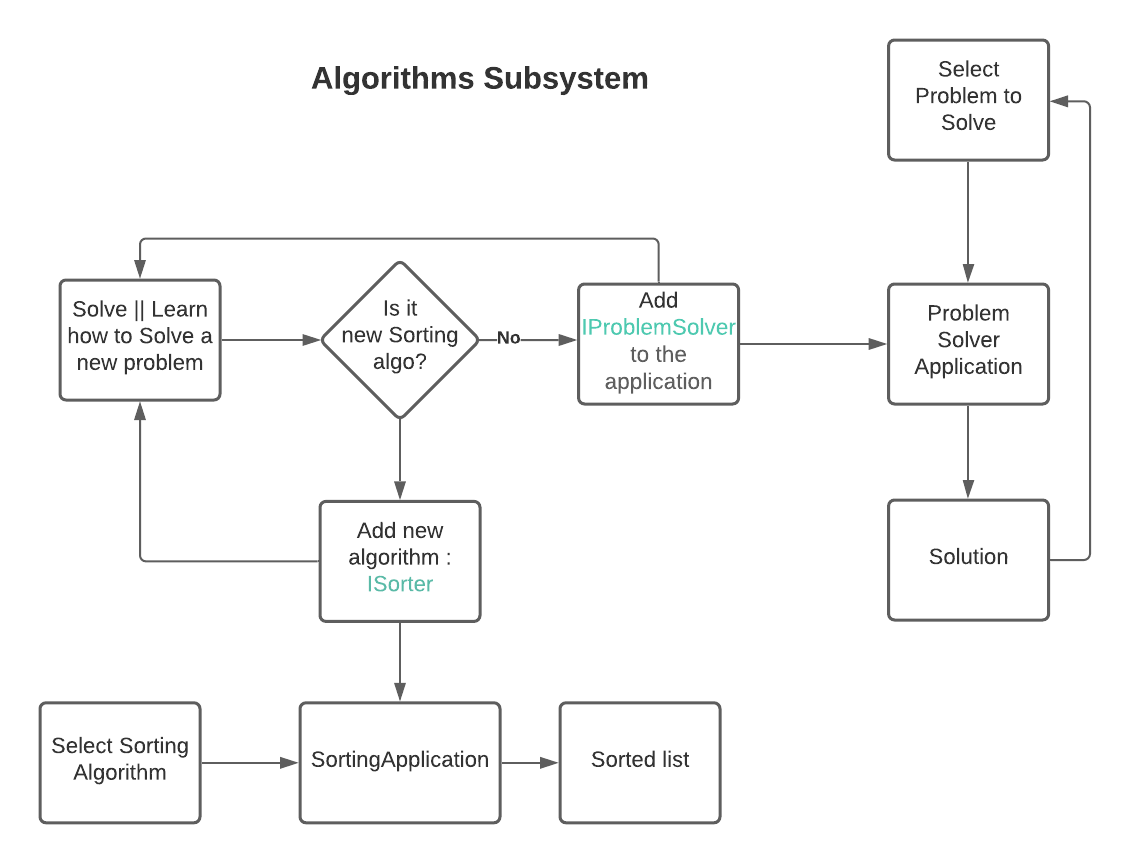 Algorithms Subsystem
Select
Problem to
Solve
Solve || Learn
how to Solve a
new problem
Is it
new Sorting
algo?
No
Add
IProblemSolver
to the
application
Problem
Solver
Application
Add new
algorithm :
ISorter
Solution
Select Sorting
Algorithm
SortingApplication
Sorted list